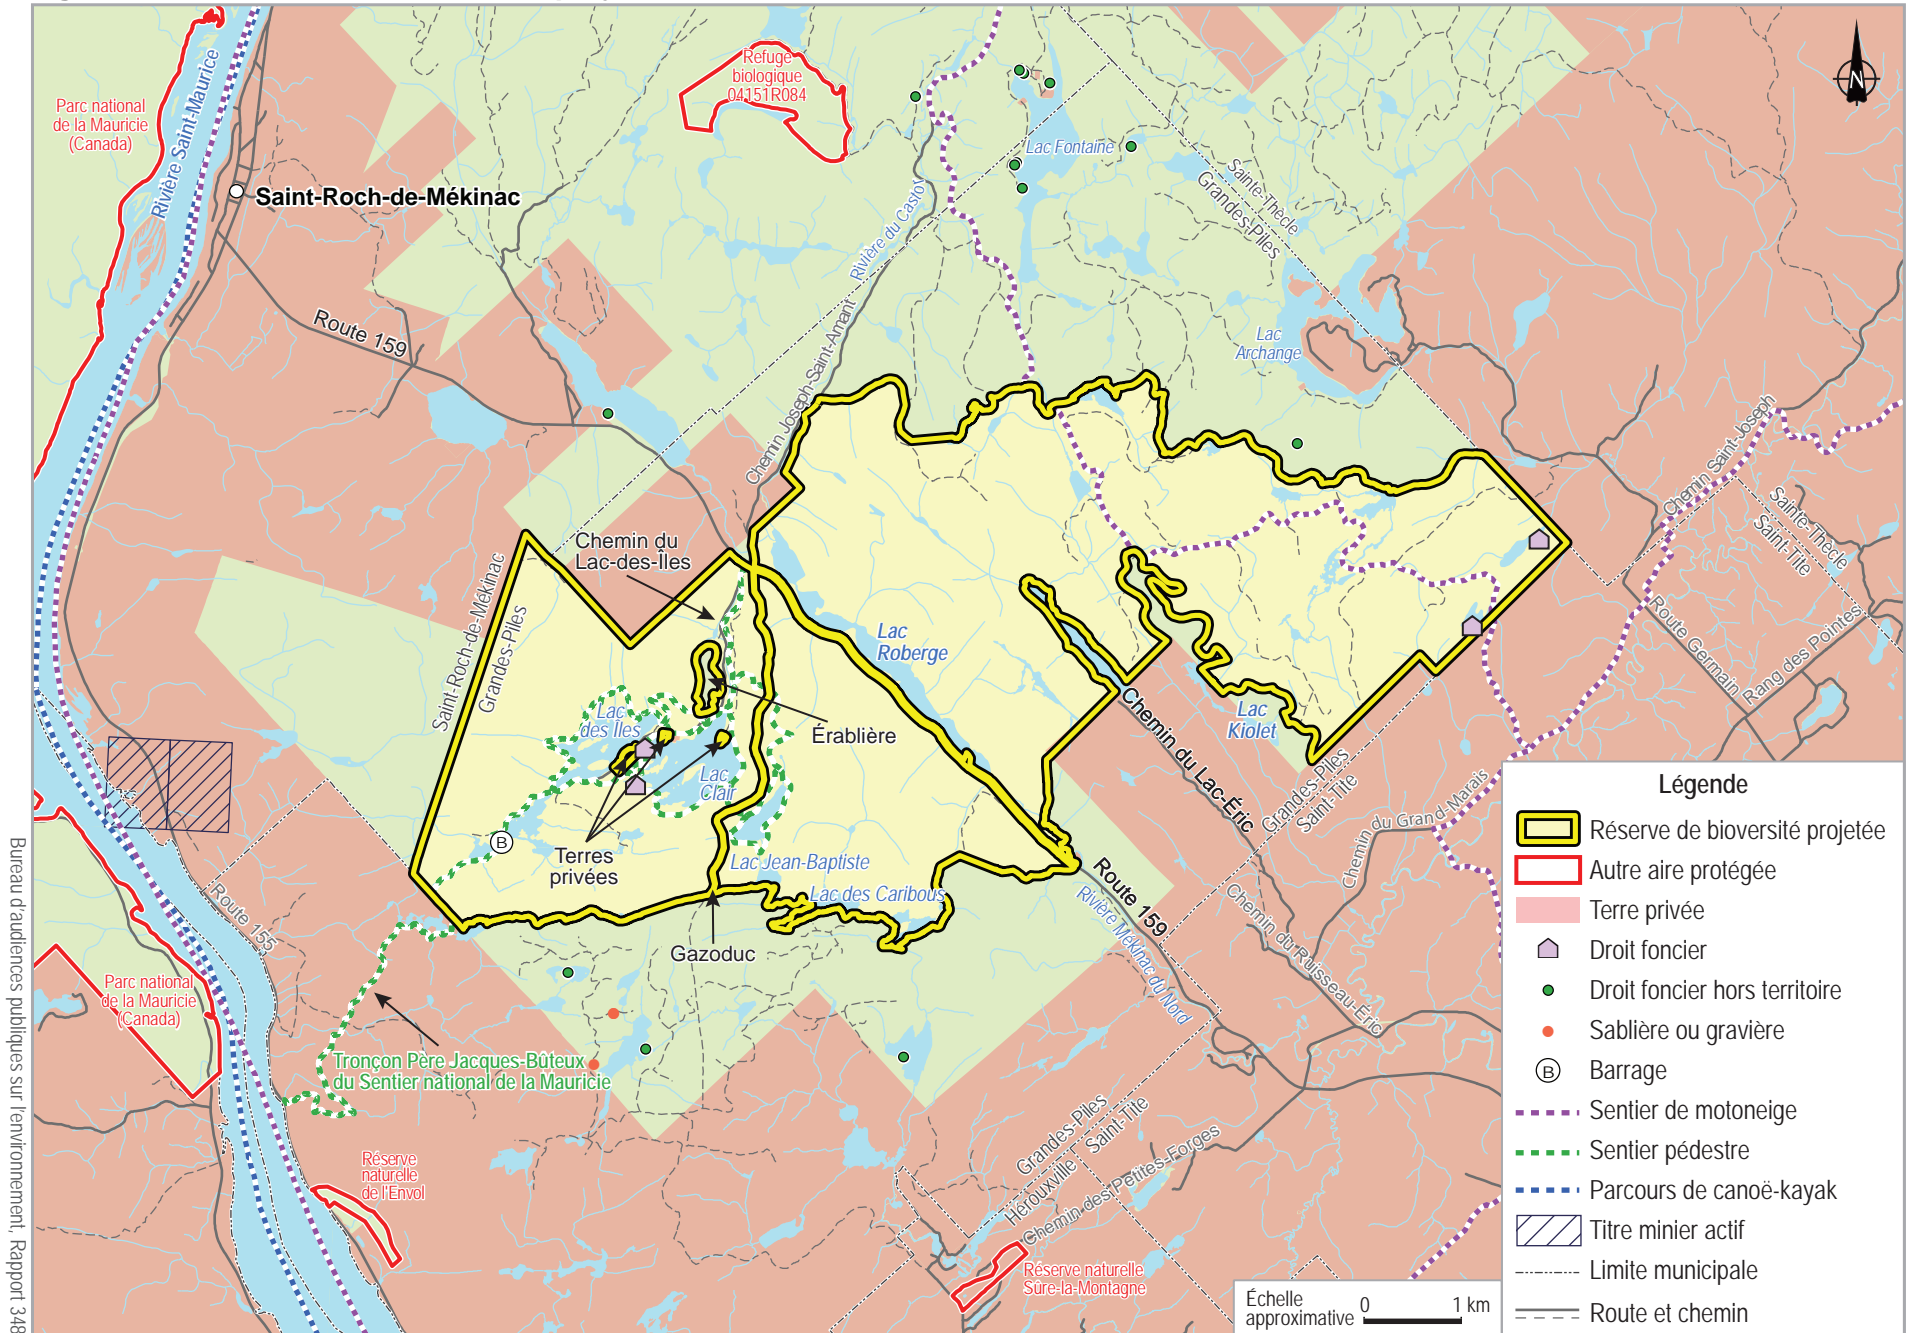 Refuge
biologique
04151R084
Parc national
de la Mauricie
(Canada)
Rivière Saint-Maurice
Saint-Roch-de-Mékinac
Lac Fontaine
Sainte-Thècle
Grandes-Piles
Rivière du Castor
Route 159
Lac
Archange
Chemin Joseph-Saint-Amant
Chemin Saint-Joseph
Sainte-Thècle
Saint-Tite
Chemin du
Lac-des-Îles
Saint-Roch-de-Mékinac
Grandes-Piles
Lac
Roberge
Route Germain
Rang des Pointes
Lac
des Îles
Érablière
Lac
Kiolet
Chemin du Lac-Éric
Lac
Clair
Grandes-Piles
Saint-Tite
Chemin du Grand-Marais
B
Terres
privées
Lac Jean-Baptiste
Lac des Caribous
Route 159
Rivière Mékinac du Nord
Chemin du Ruisseau-Éric
Gazoduc
Route 155
Parc national
de la Mauricie
(Canada)
Tronçon Père Jacques-Bûteux
du Sentier national de la Mauricie
Réserve
naturelle
de l'Envol
Grandes-Piles
Saint-Tite
Hérouxville
Chemin des Petites-Forges
Réserve naturelle
Sûre-la-Montagne
Échelle
approximative
0 1 km
N
Légende
Réserve de bioversité projetée
Autre aire protégée
Terre privée
Droit foncier
Droit foncier hors territoire
Sablière ou gravière
B Barrage
Sentier de motoneige
Sentier pédestre
Parcours de canoë-kayak
Titre minier actif
Limite municipale
Route et chemin
Bureau d'audiences publiques sur l'environnement, Rapport 348